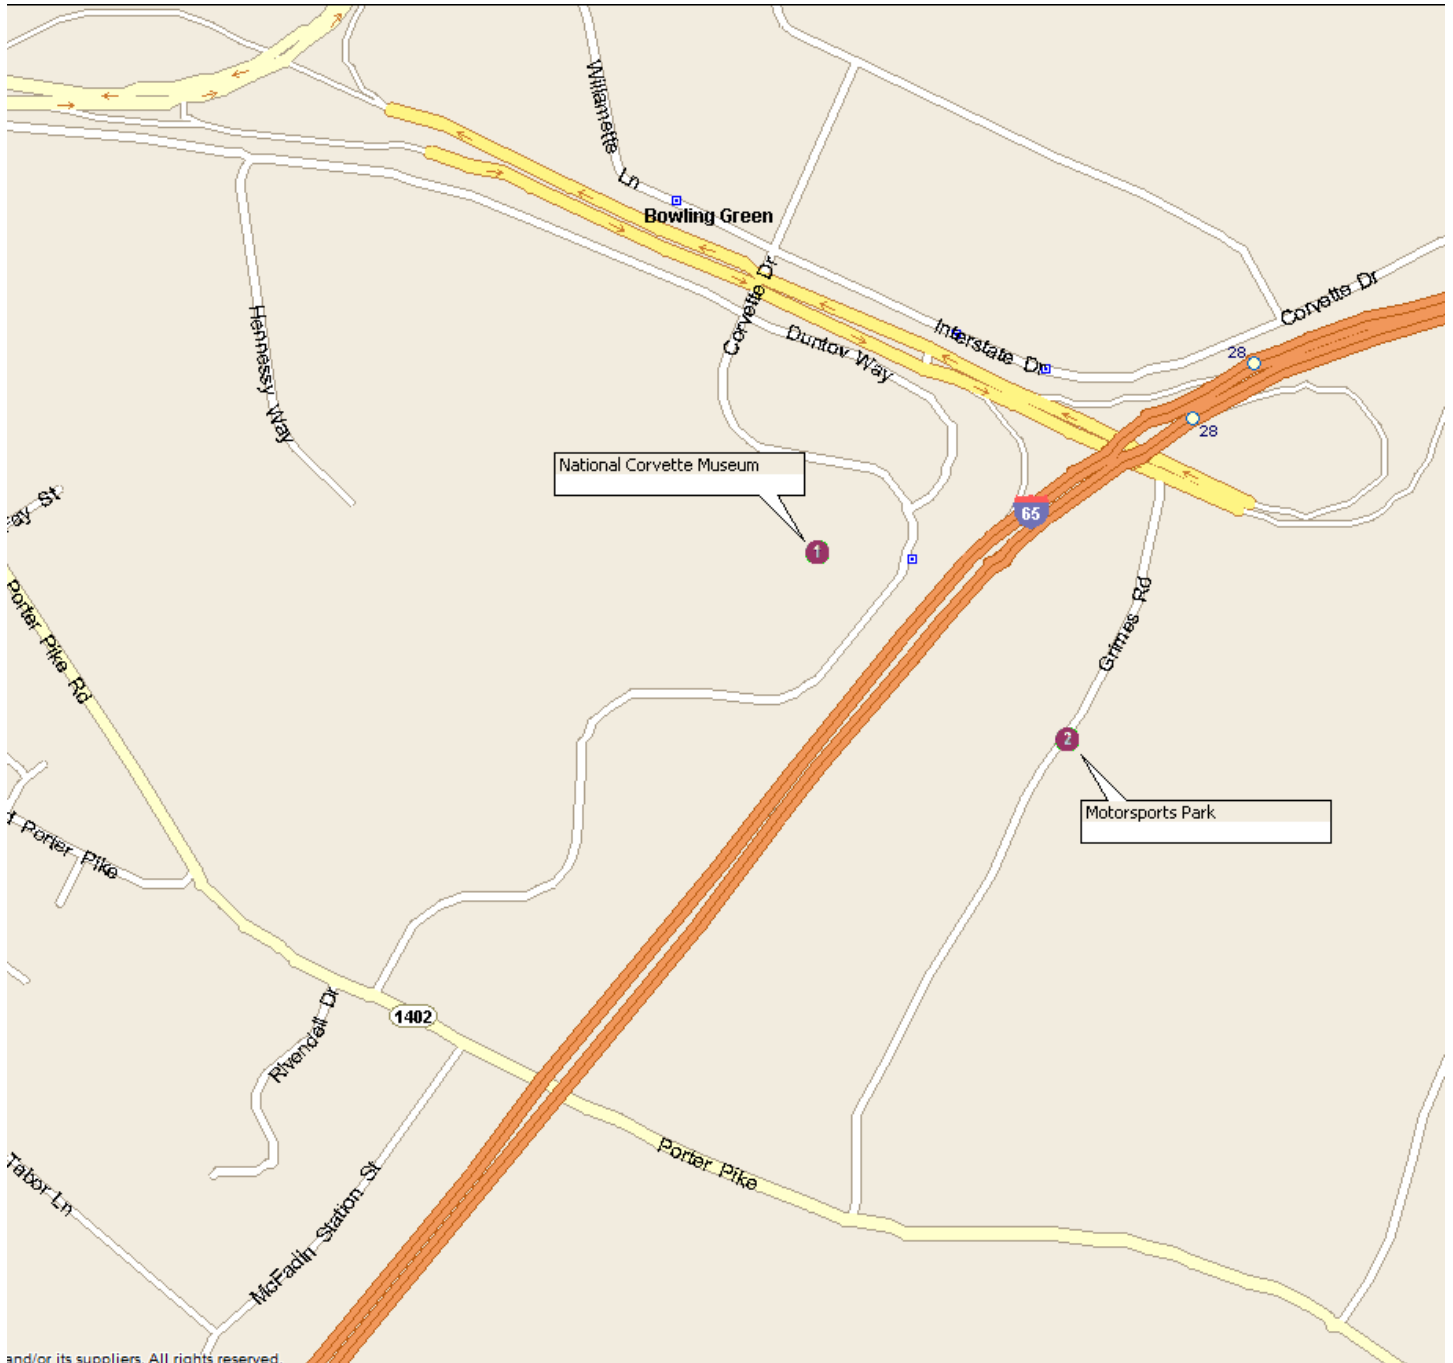 Willamette Ln
Bowling Green
Corvette Dr
Corvette Dr
Interstate Dr
Duntov Way
28
28
Hennessy Way
National Corvette Museum
1
65
Porter Pike Rd
Grimes Rd
2
Motorsports Park
Porter Pike
1402
Rivendell Dr
Porter Pike
Tabor Ln
McFadin Station St
and/or its suppliers. All rights reserved.